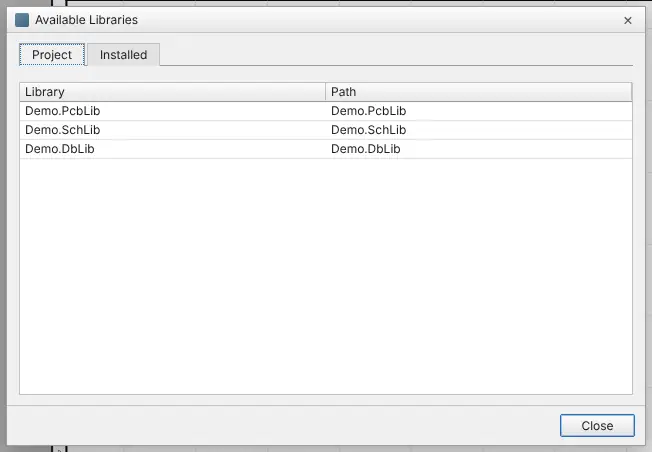 Available Libraries
Project Installed
Library Path
Demo.PcbLib Demo.PcbLib
Demo.SchLib Demo.SchLib
Demo.DbLib Demo.DbLib
Close